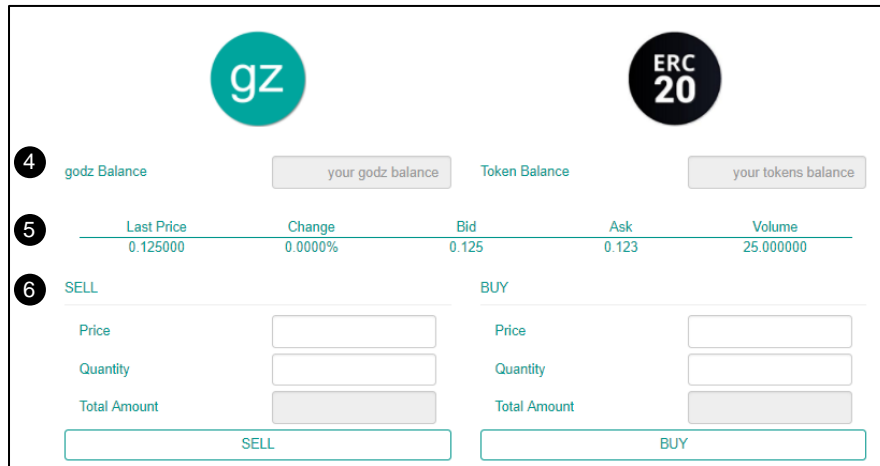 gz
ERC
20
4
godz Balance your godz balance Token Balance your tokens balance
5
Last Price Change Bid Ask Volume
0.125000 0.0000% 0.125 0.123 25.000000
6
SELL BUY
Price Price
Quantity Quantity
Total Amount Total Amount
SELL BUY